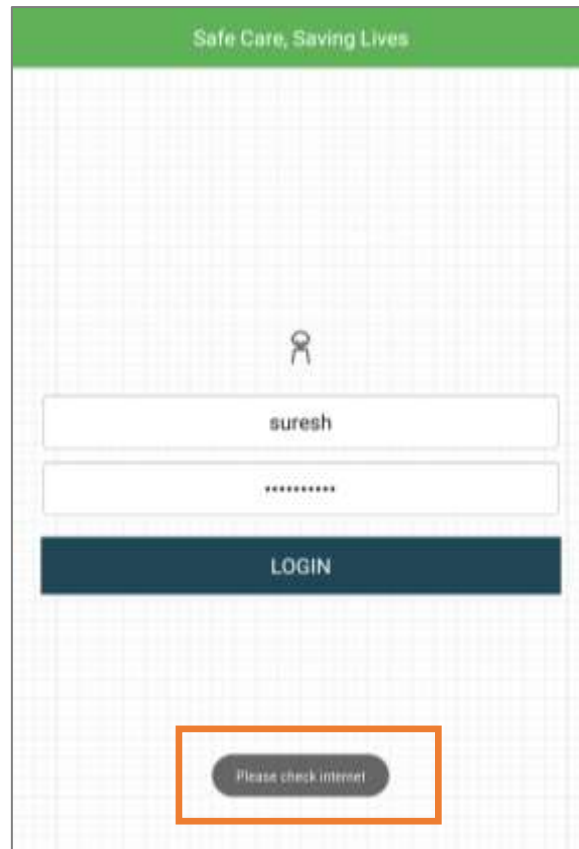 Safe Care, Saving Lives
suresh
••••••••••
LOGIN
Please check internet